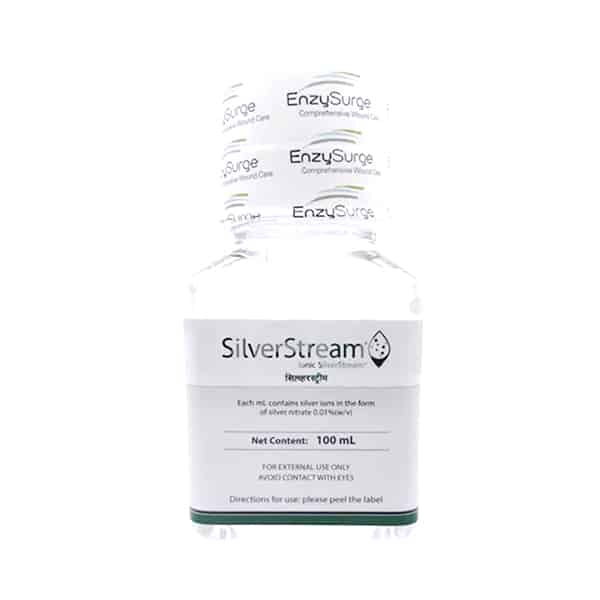 EnzySurge
Comprehensive Wound Care
EnzySurge
Comprehensive Wound Care
EnzySurge
SilverStream®
Ionic SilverStream®
सिल्व्हरस्ट्रीम
Each mL contains silver ions in the form
of silver nitrate 0.01%(w/v)
Net Content: 100 mL
FOR EXTERNAL USE ONLY
AVOID CONTACT WITH EYES
Directions for use: please peel the label